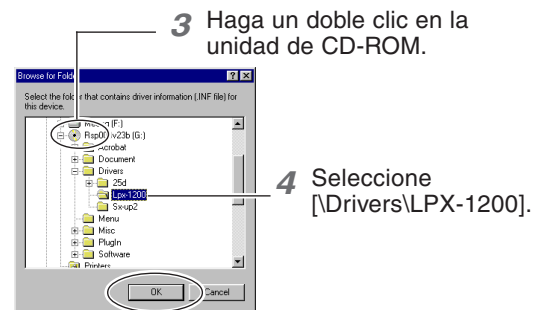 3 Haga un doble clic en la
unidad de CD-ROM.
Browse for Folder
Select the folder that contains driver information (.INF file) for
this device.
(F:)
(G:)
Acrobat
Document
Drivers
25d
Lpx-1200
Sx-up2
Menu
Misc
PlugIn
Software
Printers
OK Cancel
4 Seleccione
[\Drivers\LPX-1200].